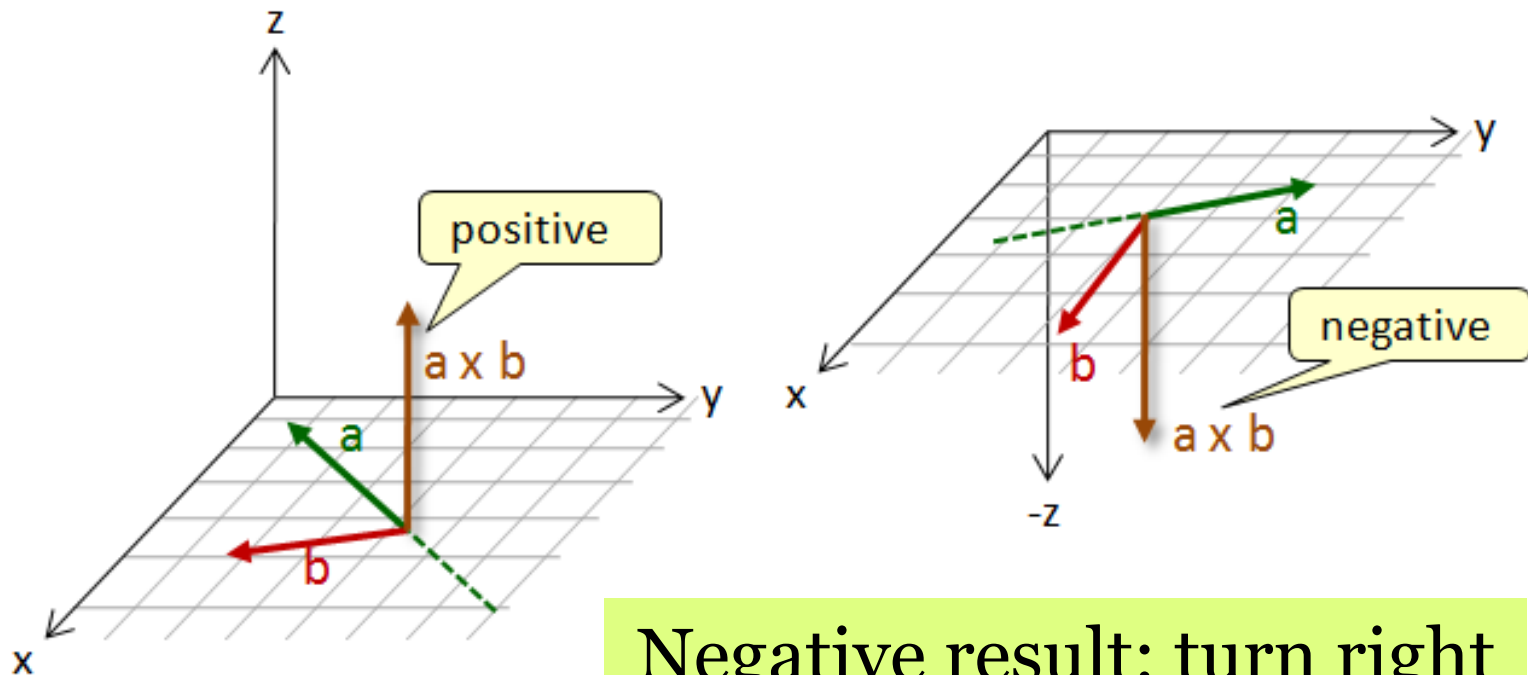 z
positive
a x b
a
b
y
x
y
a
b
negative
a x b
x
-z
Negative result: turn right